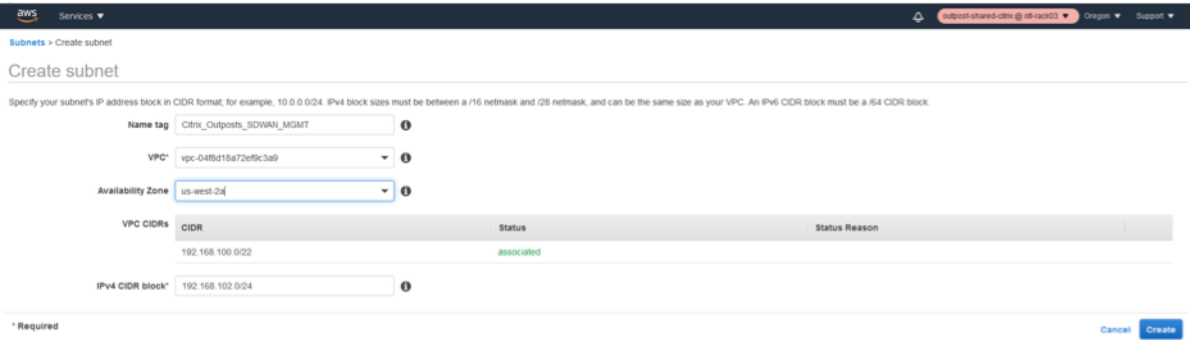 aws Services outpost-shared-citrix @ otl-rack03 Oregon Support
Subnets > Create subnet
Create subnet
Specify your subnet's IP address block in CIDR format; for example, 10.0.0.0/24. IPv4 block sizes must be between a /16 netmask and /28 netmask, and can be the same size as your VPC. An IPv6 CIDR block must be a /64 CIDR block.
Name tag Citrix_Outposts_SDWAN_MGMT
VPC* vpc-04f8d18a72ef9c3a9
Availability Zone us-west-2a
VPC CIDRs CIDR Status Status Reason
192.168.100.0/22 associated
IPv4 CIDR block* 192.168.102.0/24
* Required Cancel Create